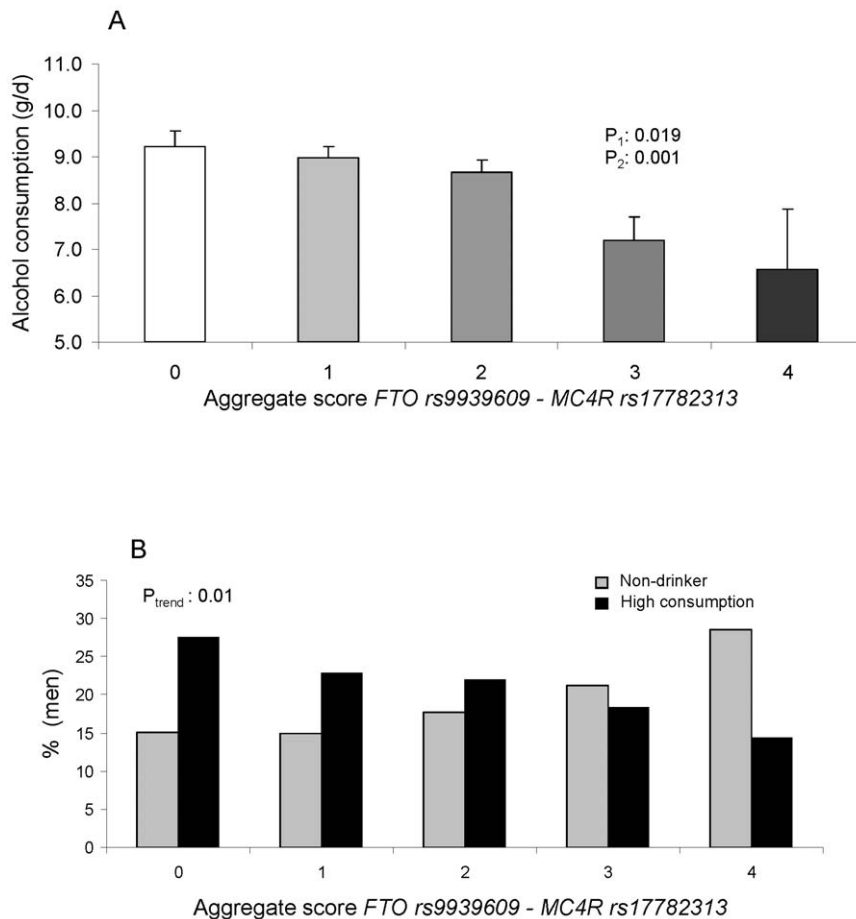 A
Alcohol consumption (g/d)
11.0
10.0
9.0
8.0
7.0
6.0
5.0
P₁: 0.019
P₂: 0.001
0 1 2 3 4
Aggregate score FTO rs9939609 - MC4R rs17782313
B
% (men)
35
30
25
20
15
10
5
0
P trend : 0.01
Non-drinker
High consumption
0 1 2 3 4
Aggregate score FTO rs9939609 - MC4R rs17782313